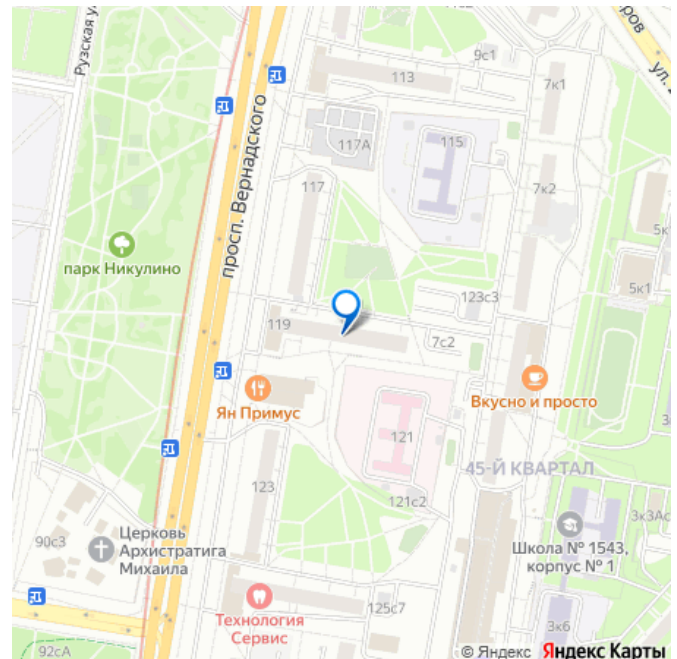 Рузская у
9с1
113
7к1
ров
ул.
просп. Вернадского
117А
115
117
7к2
5к
парк Никулино
123с3
5к1
119
7с2
Ян Примус
Вкусно и просто
121
45-Й КВАРТАЛ
123
121с2
3к3Ас
90с3
Церковь
Архистратига
Михаила
Школа № 1543,
корпус № 1
Технология
Сервис
125с7
3к6
92сА
© Яндекс Яндекс Карты